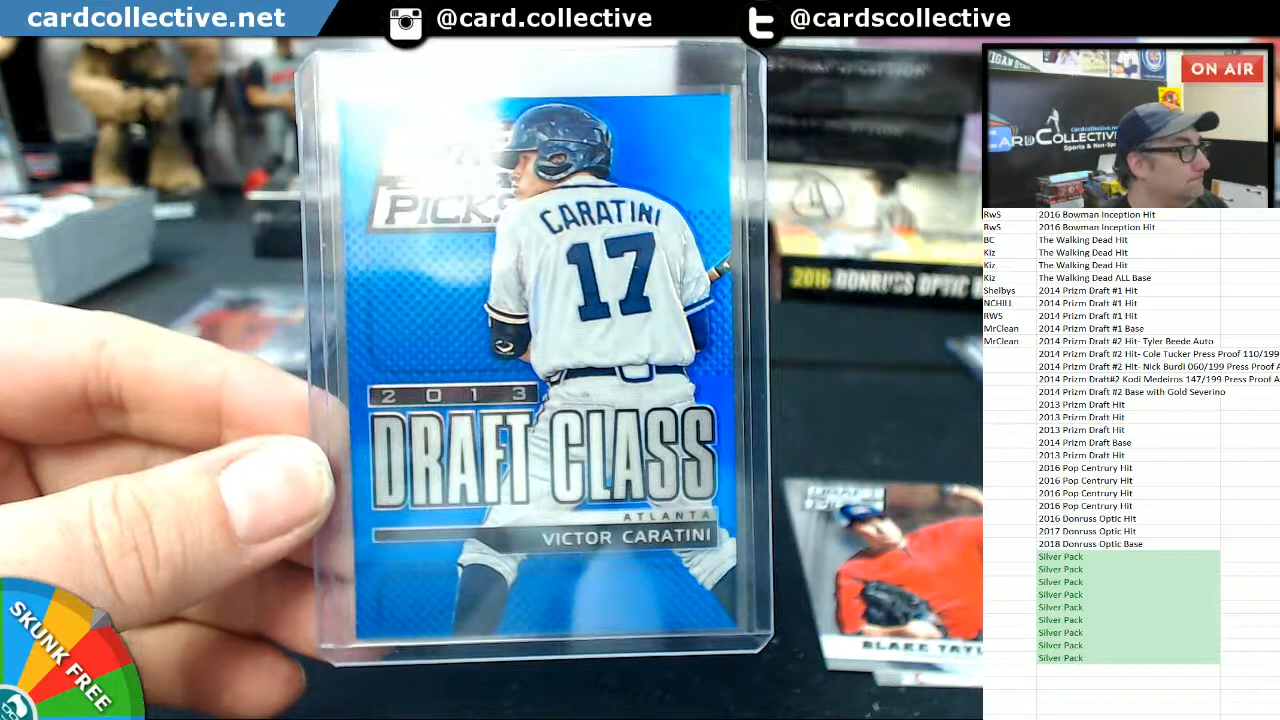 cardcollective.net
@card.collective
@cardscollective
IGAN STATE
ON AIR
cardcollective.net
CARDCOLLECTIVE
Sports & Non-Spo
PICKS
CARATINI
17
2013
DRAFT CLASS
ATLANTA
VICTOR CARATINI
2016 DONRUSS OPTIC
BLAKE TAYL
SKUNK FREE
RwS 2016 Bowman Inception Hit
RwS 2016 Bowman Inception Hit
BC The Walking Dead Hit
Kiz The Walking Dead Hit
Kiz The Walking Dead Hit
Kiz The Walking Dead ALL Base
Shelbys 2014 Prizm Draft #1 Hit
NCHILL 2014 Prizm Draft #1 Hit
RWS 2014 Prizm Draft #1 Hit
MrClean 2014 Prizm Draft #1 Base
MrClean 2014 Prizm Draft #2 Hit- Tyler Beede Auto
2014 Prizm Draft #2 Hit- Cole Tucker Press Proof 110/199
2014 Prizm Draft #2 Hit- Nick Burdi 060/199 Press Proof A
2014 Prizm Draft#2 Kodi Medeiros 147/199 Press Proof A
2014 Prizm Draft #2 Base with Gold Severino
2013 Prizm Draft Hit
2013 Prizm Draft Hit
2013 Prizm Draft Hit
2014 Prizm Draft Base
2013 Prizm Draft Hit
2016 Pop Centrury Hit
2016 Pop Centrury Hit
2016 Pop Centrury Hit
2016 Pop Centrury Hit
2016 Donruss Optic Hit
2017 Donruss Optic Hit
2018 Donruss Optic Base
Silver Pack
Silver Pack
Silver Pack
Silver Pack
Silver Pack
Silver Pack
Silver Pack
Silver Pack
Silver Pack